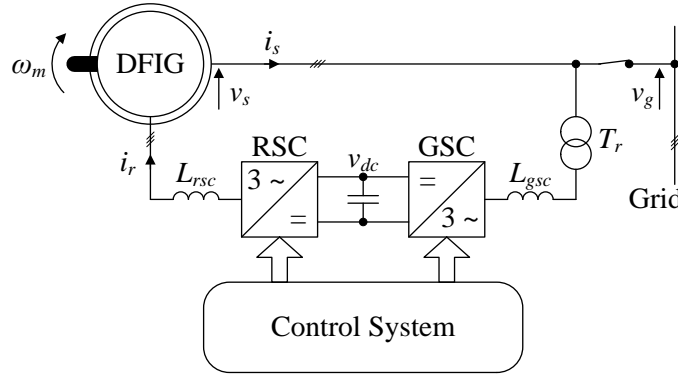 ω_m
DFIG
i_s
v_s
v_g
i_r
L_rsc
RSC
3 ~
=
v_dc
GSC
=
3 ~
L_gsc
T_r
Grid
Control System